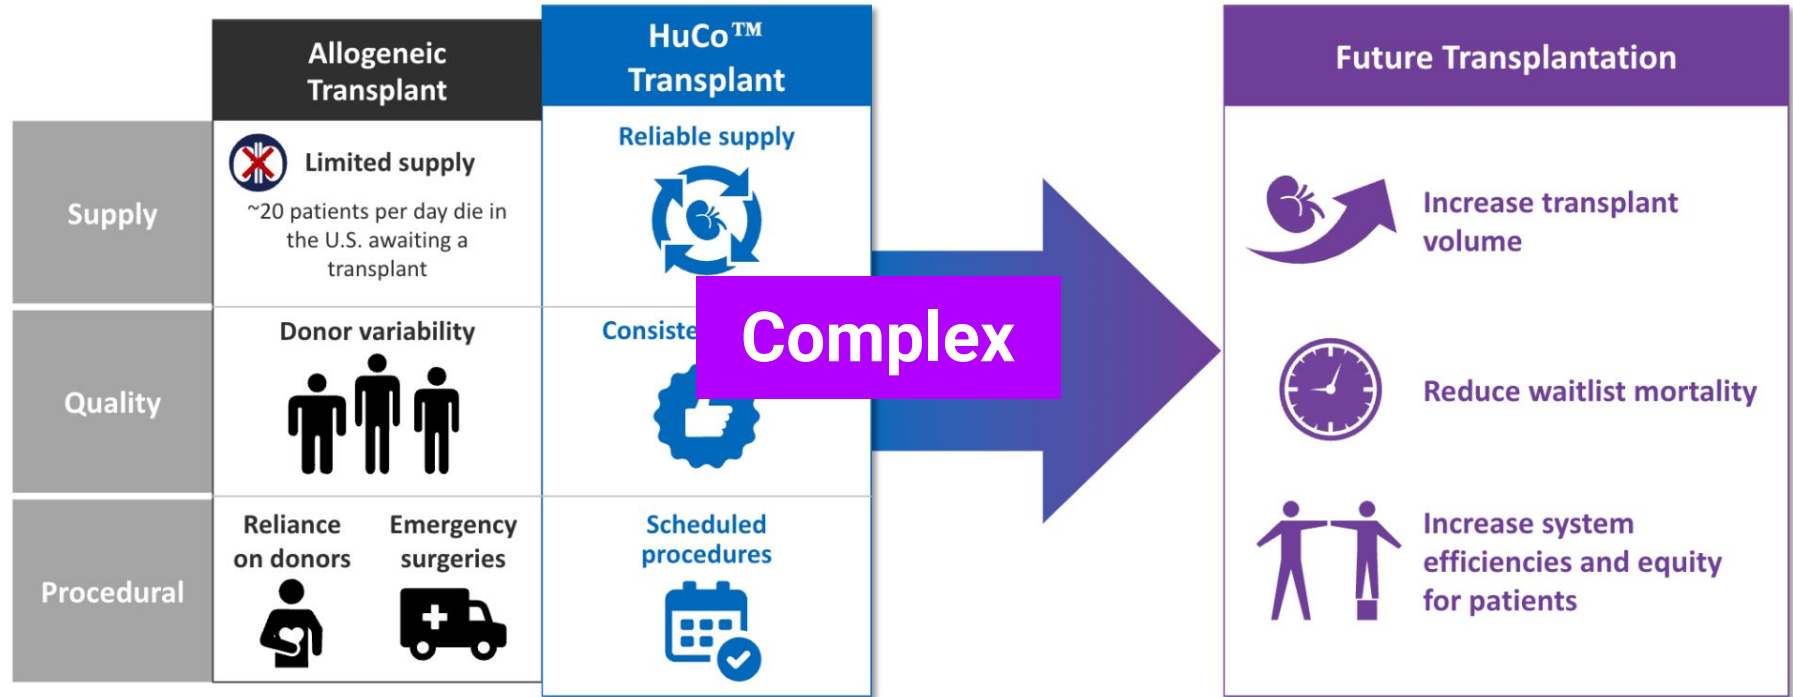 Allogeneic
Transplant
HuCo™
Transplant
Future Transplantation
Supply
Limited supply
~20 patients per day die in
the U.S. awaiting a
transplant
Reliable supply
Increase transplant
volume
Quality
Donor variability
Complex
Reduce waitlist mortality
Procedural
Reliance
on donors
Emergency
surgeries
Scheduled
procedures
Increase system
efficiencies and equity
for patients